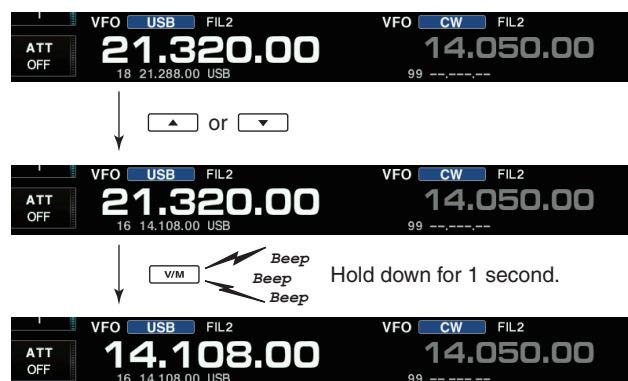 VFO USB FIL2 VFO CW FIL2
ATT
OFF
21.320.00 14.050.00
18 21.288.00 USB 99 --.---.--
or
VFO USB FIL2 VFO CW FIL2
ATT
OFF
21.320.00 14.050.00
16 14.108.00 USB 99 --.---.--
V/M
Beep
Beep
Beep
Hold down for 1 second.
VFO USB FIL2 VFO CW FIL2
ATT
OFF
14.108.00 14.050.00
16 14.108.00 USB 99 --.---.--